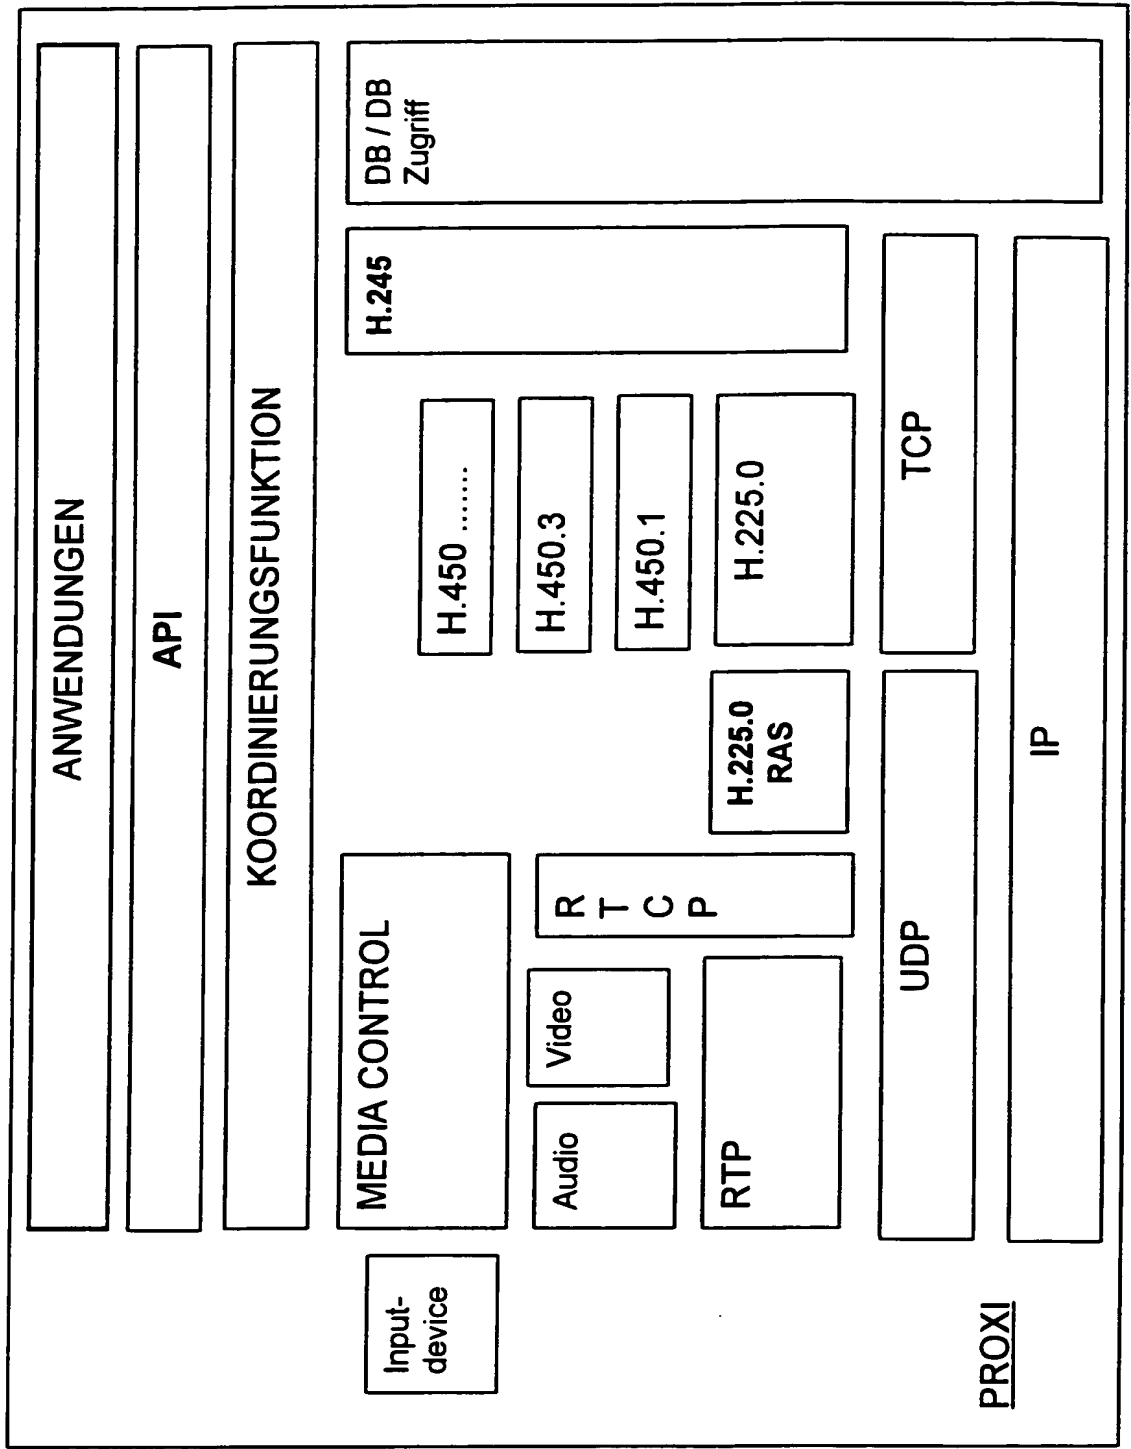 ANWENDUNGEN
API
KOORDINIERUNGSFUNKTION
Input-
device
MEDIA CONTROL
H.450 .......
H.245
DB / DB
Zugriff
Audio
Video
R
T
C
P
H.450.3
H.450.1
RTP
H.225.0
RAS
H.225.0
UDP
TCP
PROXI
IP